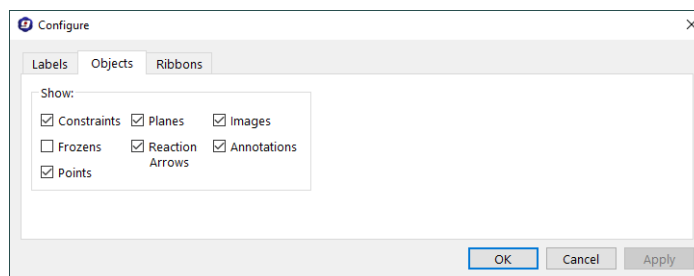 Configure
Labels
Objects
Ribbons
Show:
Constraints
Planes
Images
Frozens
Reaction
Arrows
Annotations
Points
OK
Cancel
Apply